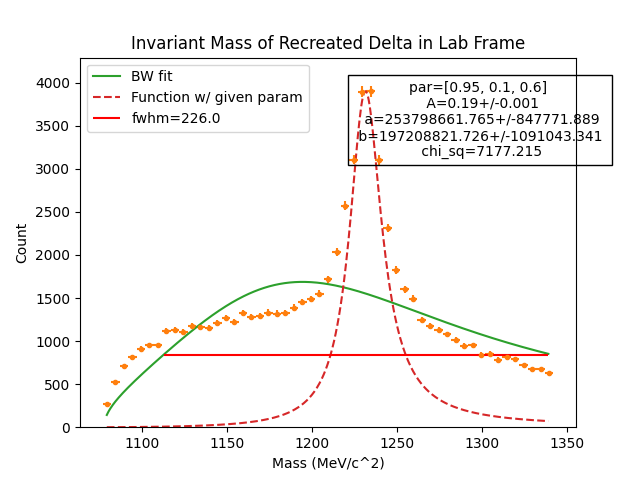 Invariant Mass of Recreated Delta in Lab Frame
BW fit
Function w/ given param
fwhm=226.0
par=[0.95, 0.1, 0.6]
A=0.19+/-0.001
a=253798661.765+/-847771.889
b=197208821.726+/-1091043.341
chi_sq=7177.215
Count
4000
3500
3000
2500
2000
1500
1000
500
0
1100
1150
1200
1250
1300
1350
Mass (MeV/c^2)